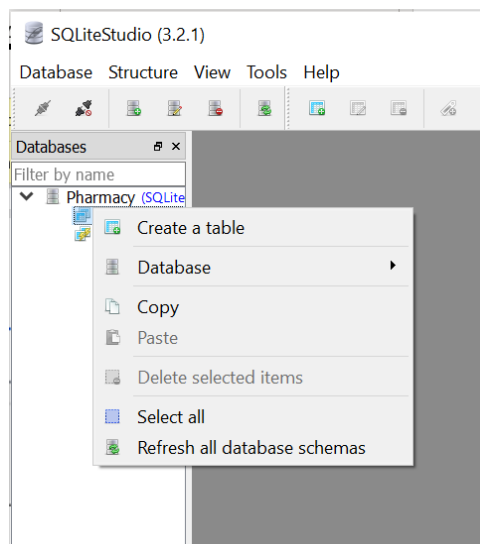 SQLiteStudio (3.2.1)
Database Structure View Tools Help
Databases
Filter by name
Pharmacy (SQLite
Create a table
Database
Copy
Paste
Delete selected items
Select all
Refresh all database schemas